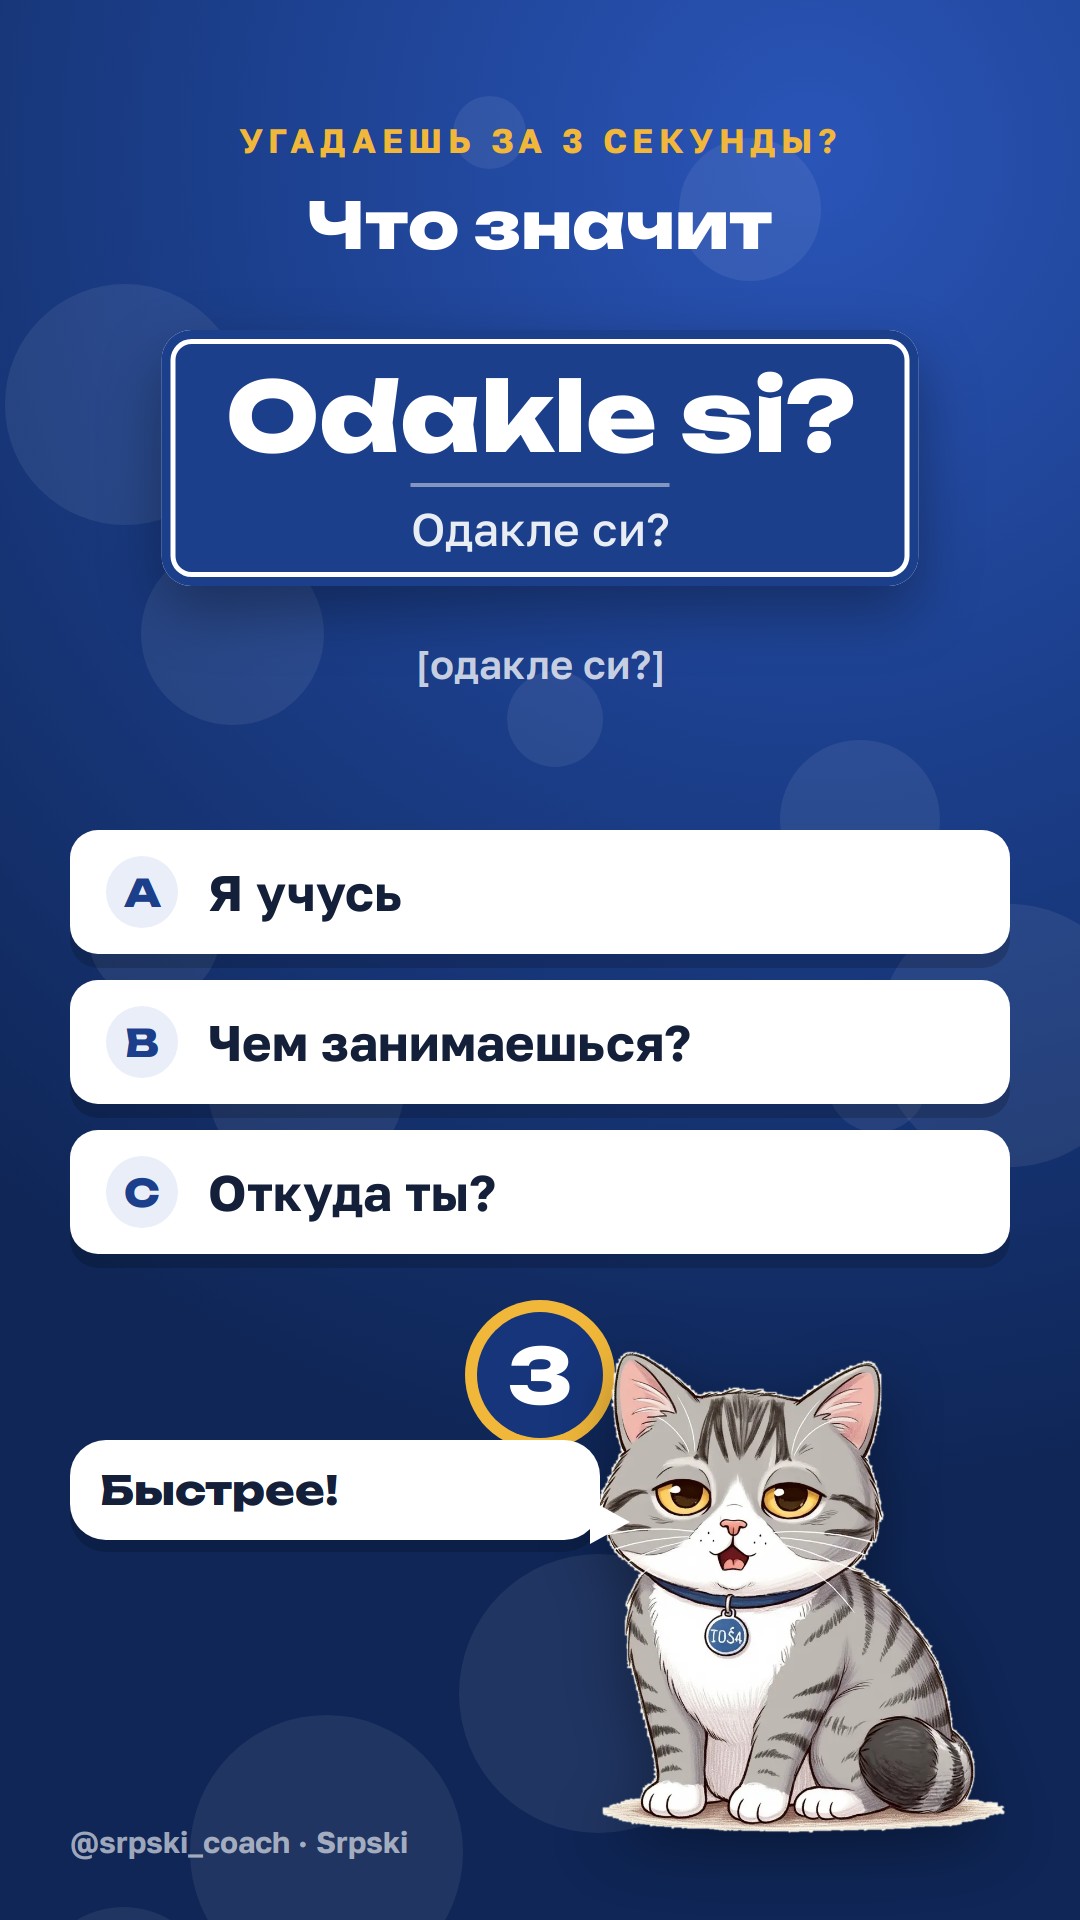 УГАДАЕШЬ ЗА 3 СЕКУНДЫ?
Что значит
Odakle si?
Одакле си?
[одакле си?]
A Я учусь
B Чем занимаешься?
C Откуда ты?
3
Быстрее!
TOŠA
@srpski_coach · Srpski